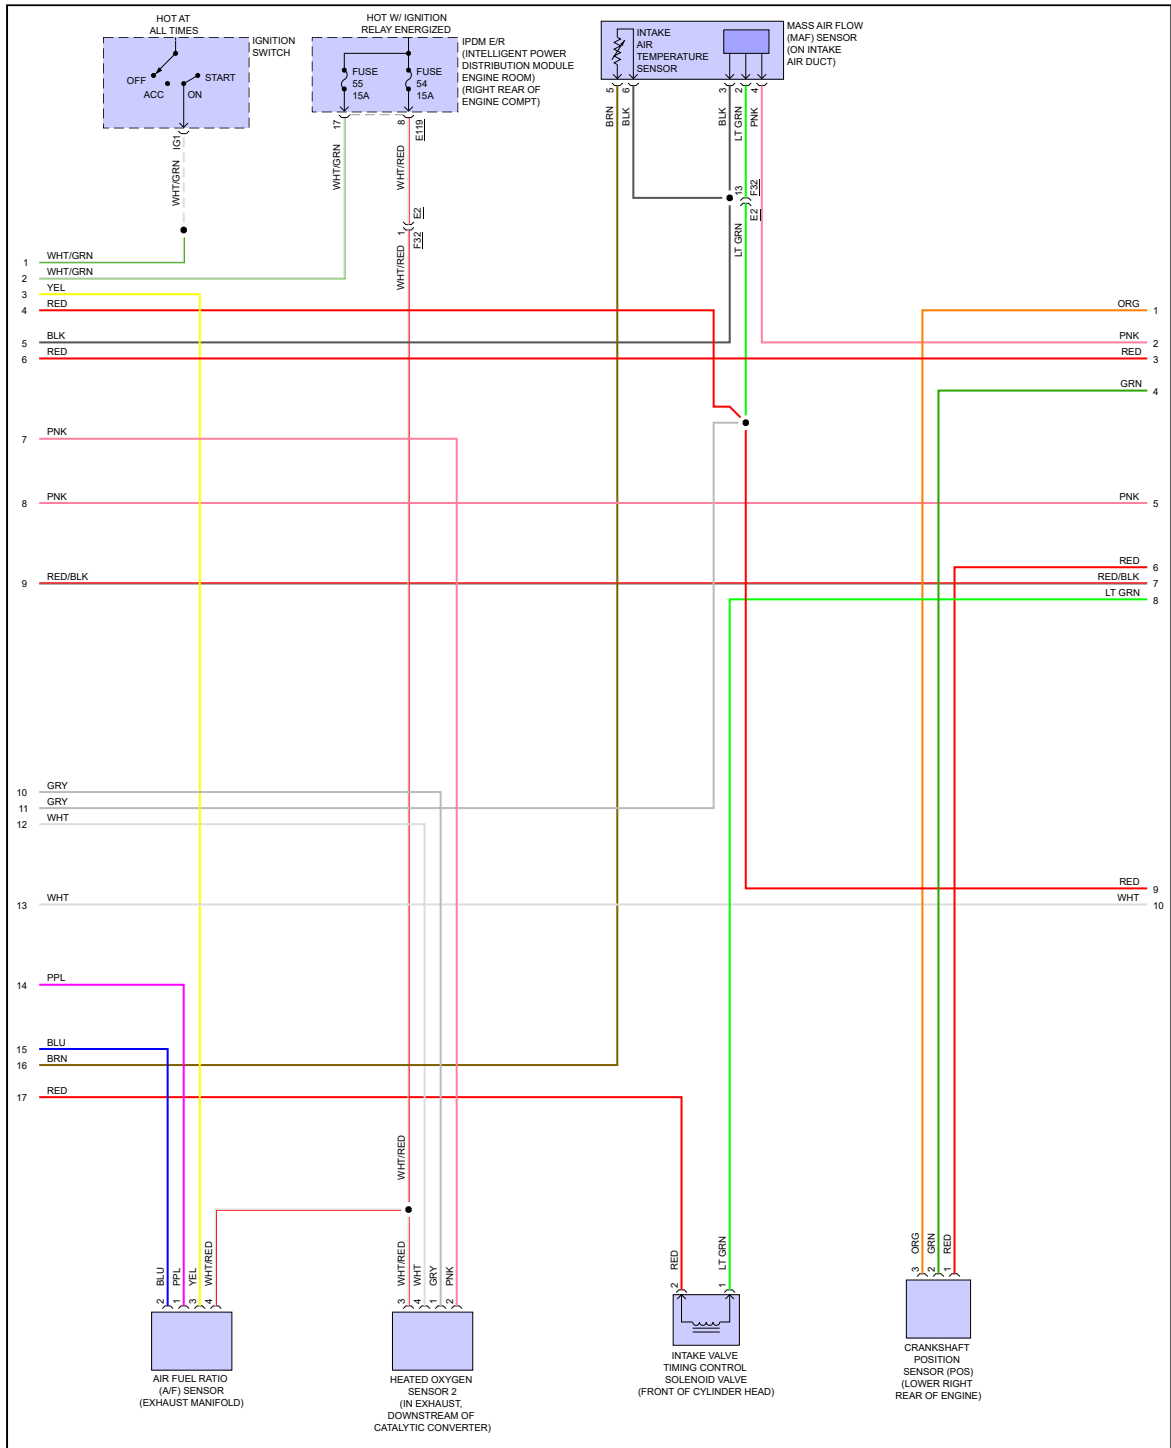 HOT AT
ALL TIMES
IGNITION
SWITCH
OFF
ACC
START
ON
IG1
WHT/GRN
HOT W/ IGNITION
RELAY ENERGIZED
IPDM E/R
(INTELLIGENT POWER
DISTRIBUTION MODULE
ENGINE ROOM)
(RIGHT REAR OF
ENGINE COMPT)
FUSE
55
15A
FUSE
54
15A
17
8
E119
WHT/GRN
WHT/RED
E2
1
F32
WHT/RED
INTAKE
AIR
TEMPERATURE
SENSOR
MASS AIR FLOW
(MAF) SENSOR
(ON INTAKE
AIR DUCT)
5
6
3
2
4
BRN
BLK
BLK
LT GRN
PNK
13
F32
E2
LT GRN
1 WHT/GRN
2 WHT/GRN
3 YEL
4 RED
5 BLK
6 RED
7 PNK
8 PNK
9 RED/BLK
10 GRY
11 GRY
12 WHT
13 WHT
14 PPL
15 BLU
16 BRN
17 RED
ORG 1
PNK 2
RED 3
GRN 4
PNK 5
RED 6
RED/BLK 7
LT GRN 8
RED 9
WHT 10
WHT/RED
BLU
PPL
YEL
WHT/RED
2
1
3
4
AIR FUEL RATIO
(A/F) SENSOR
(EXHAUST MANIFOLD)
WHT/RED
WHT
GRY
PNK
3
4
1
2
HEATED OXYGEN
SENSOR 2
(IN EXHAUST,
DOWNSTREAM OF
CATALYTIC CONVERTER)
RED
LT GRN
2
1
INTAKE VALVE
TIMING CONTROL
SOLENOID VALVE
(FRONT OF CYLINDER HEAD)
ORG
GRN
RED
3
2
1
CRANKSHAFT
POSITION
SENSOR (POS)
(LOWER RIGHT
REAR OF ENGINE)